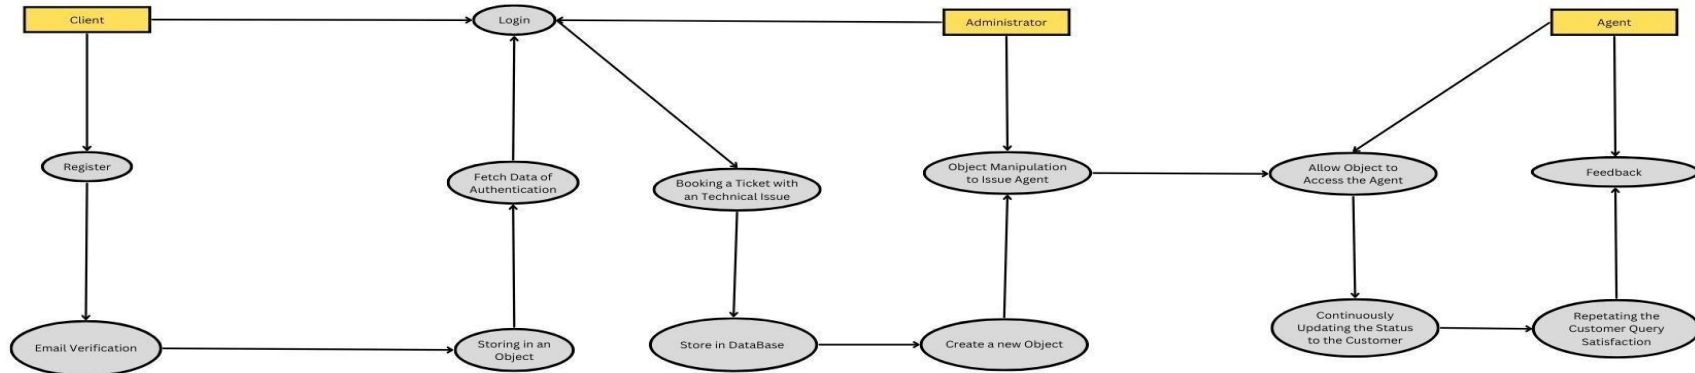 Client
Login
Administrator
Agent
Register
Fetch Data of
Authentication
Booking a Ticket with
an Technical Issue
Object Manipulation
to Issue Agent
Allow Object to
Access the Agent
Feedback
Email Verification
Storing in an
Object
Store in DataBase
Create a new Object
Continuously
Updating the Status
to the Customer
Repetating the
Customer Query
Satisfaction